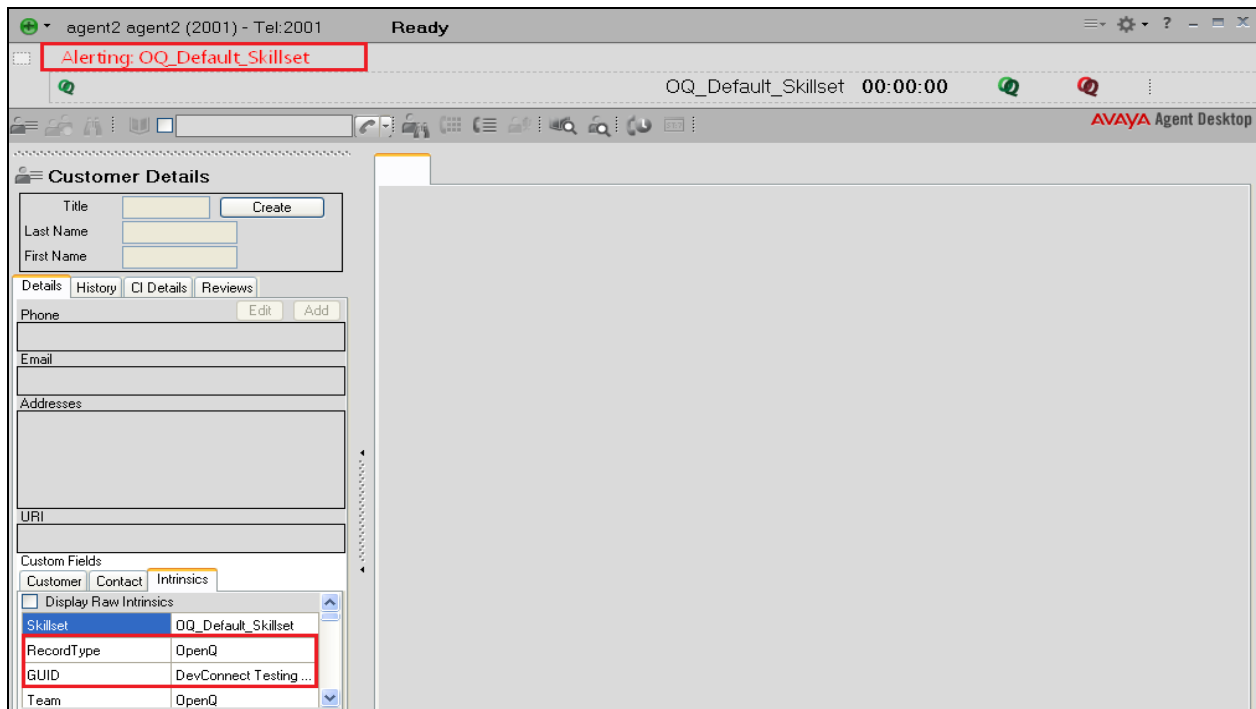 agent2 agent2 (2001) - Tel:2001 Ready ?
Alerting: OQ_Default_Skillset
OQ_Default_Skillset 00:00:00
AVAYA Agent Desktop
Customer Details
Title Create
Last Name
First Name
Details History CI Details Reviews
Phone Edit Add
Email
Addresses
URI
Custom Fields
Customer Contact Intrinsics
Display Raw Intrinsics
Skillset OQ_Default_Skillset
RecordType OpenQ
GUID DevConnect Testing ...
Team OpenQ